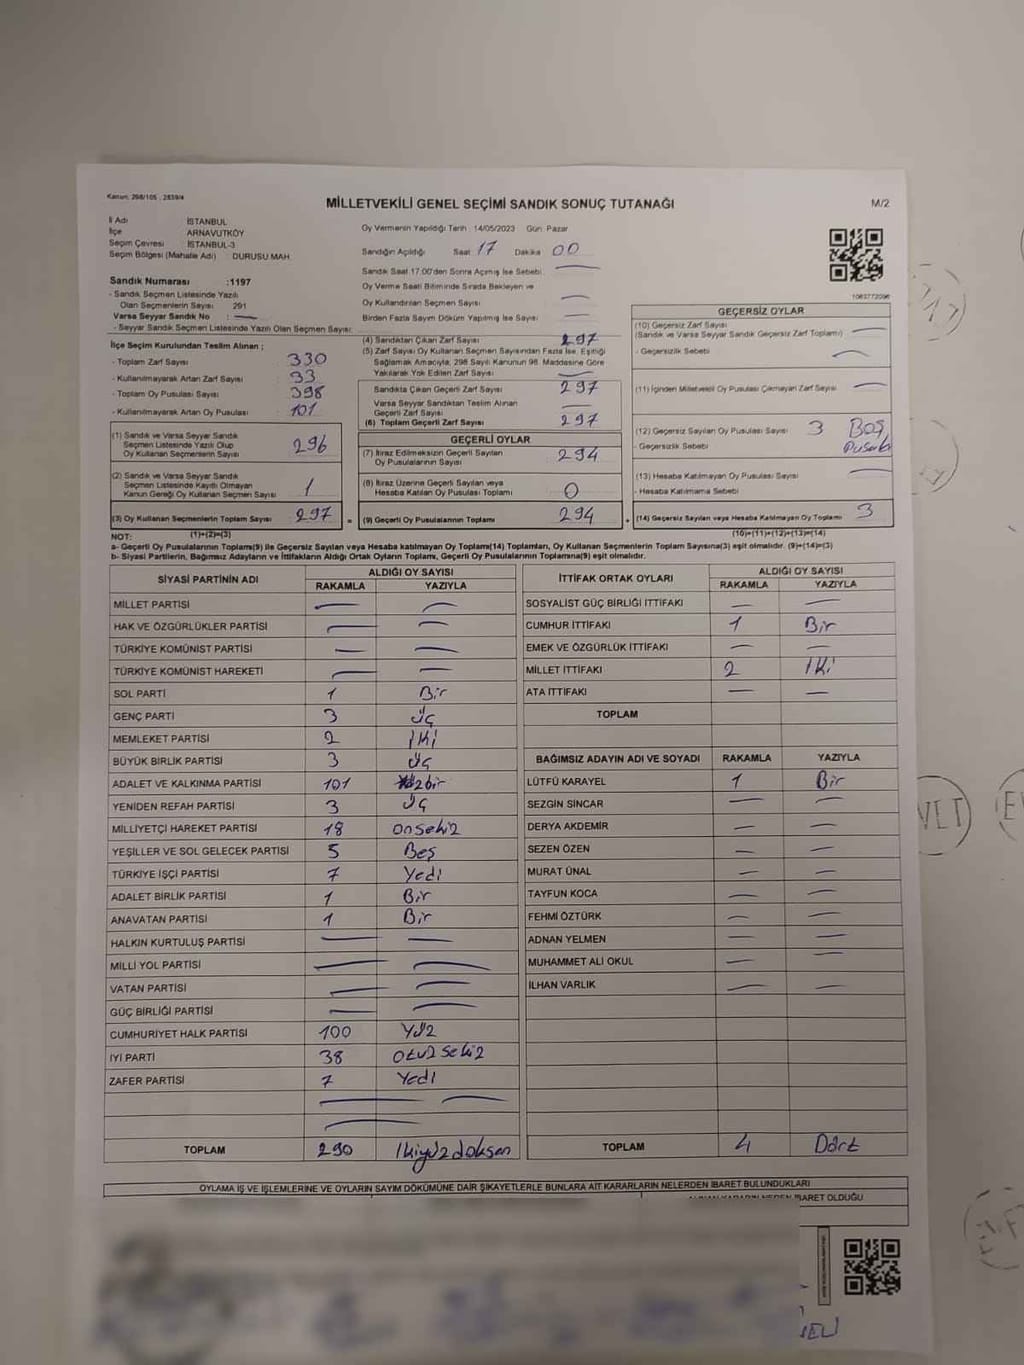 Kanun: 298/105 , 2839/4
MİLLETVEKİLİ GENEL SEÇİMİ SANDIK SONUÇ TUTANAĞI
M/2
İl Adı İSTANBUL
İlçe ARNAVUTKÖY
Seçim Çevresi İSTANBUL-3
Seçim Bölgesi (Mahalle Adı) DURUSU MAH.
Sandık Numarası :1197
- Sandık Seçmen Listesinde Yazılı
Olan Seçmenlerin Sayısı 291
Varsa Seyyar Sandık No : —
- Seyyar Sandık Seçmen Listesinde Yazılı Olan Seçmen Sayısı:
Oy Vermenin Yapıldığı Tarih 14/05/2023 Gün Pazar
Sandığın Açıldığı Saat 17 Dakika 00
Sandık Saat 17:00'den Sonra Açılmış İse Sebebi —
Oy Verme Saati Bitiminde Sırada Bekleyen ve
Oy Kullandırılan Seçmen Sayısı —
Birden Fazla Sayım Döküm Yapılmış İse Sayısı —
1083772096
İlçe Seçim Kurulundan Teslim Alınan ;
- Toplam Zarf Sayısı 330
- Kullanılmayarak Artan Zarf Sayısı 33
- Toplam Oy Pusulası Sayısı 398
- Kullanılmayarak Artan Oy Pusulası 101
(4) Sandıktan Çıkan Zarf Sayısı 297
(5) Zarf Sayısı Oy Kullanan Seçmen Sayısından Fazla İse, Eşitliği
Sağlamak Amacıyla, 298 Sayılı Kanunun 98. Maddesine Göre
Yakılarak Yok Edilen Zarf Sayısı —
Sandıkta Çıkan Geçerli Zarf Sayısı 297
Varsa Seyyar Sandıktan Teslim Alınan
Geçerli Zarf Sayısı —
(6) Toplam Geçerli Zarf Sayısı 297
GEÇERSİZ OYLAR
(10) Geçersiz Zarf Sayısı —
(Sandık ve Varsa Seyyar Sandık Geçersiz Zarf Toplamı)
- Geçersizlik Sebebi —
(11) İçinden Milletvekili Oy Pusulası Çıkmayan Zarf Sayısı —
(12) Geçersiz Sayılan Oy Pusulası Sayısı 3 Boş
- Geçersizlik Sebebi Pusula
(13) Hesaba Katılmayan Oy Pusulası Sayısı —
- Hesaba Katılmama Sebebi
(14) Geçersiz Sayılan veya Hesaba Katılmayan Oy Toplamı 3
(10)+(11)+(12)+(13)=(14)
(1) Sandık ve Varsa Seyyar Sandık
Seçmen Listesinde Yazılı Olup
Oy Kullanan Seçmenlerin Sayısı 296
(2) Sandık ve Varsa Seyyar Sandık
Seçmen Listesinde Kayıtlı Olmayan
Kanun Gereği Oy Kullanan Seçmen Sayısı 1
(3) Oy Kullanan Seçmenlerin Toplam Sayısı 297 =
GEÇERLİ OYLAR
(7) İtiraz Edilmeksizin Geçerli Sayılan
Oy Pusulalarının Sayısı 294
(8) İtiraz Üzerine Geçerli Sayılan veya
Hesaba Katılan Oy Pusulası Toplamı 0
(9) Geçerli Oy Pusulalarının Toplamı 294 +
NOT: (1)+(2)=(3)
a- Geçerli Oy Pusulalarının Toplamı(9) ile Geçersiz Sayılan veya Hesaba katılmayan Oy Toplamı(14) Toplamları, Oy Kullanan Seçmenlerin Toplam Sayısına(3) eşit olmalıdır. (9)+(14)=(3)
b- Siyasi Partilerin, Bağımsız Adayların ve İttifakların Aldığı Ortak Oyların Toplamı, Geçerli Oy Pusulalarının Toplamına(9) eşit olmalıdır.
SİYASİ PARTİNİN ADI ALDIĞI OY SAYISI
RAKAMLA YAZIYLA
MİLLET PARTİSİ — —
HAK VE ÖZGÜRLÜKLER PARTİSİ — —
TÜRKİYE KOMÜNİST PARTİSİ — —
TÜRKİYE KOMÜNİST HAREKETİ — —
SOL PARTİ 1 Bir
GENÇ PARTİ 3 Üç
MEMLEKET PARTİSİ 2 İki
BÜYÜK BİRLİK PARTİSİ 3 Üç
ADALET VE KALKINMA PARTİSİ 101 Yüzbir
YENİDEN REFAH PARTİSİ 3 Üç
MİLLİYETÇİ HAREKET PARTİSİ 18 onsekiz
YEŞİLLER VE SOL GELECEK PARTİSİ 5 Beş
TÜRKİYE İŞÇİ PARTİSİ 7 Yedi
ADALET BİRLİK PARTİSİ 1 Bir
ANAVATAN PARTİSİ 1 Bir
HALKIN KURTULUŞ PARTİSİ — —
MİLLİ YOL PARTİSİ — —
VATAN PARTİSİ — —
GÜÇ BİRLİĞİ PARTİSİ — —
CUMHURİYET HALK PARTİSİ 100 Yüz
İYİ PARTİ 38 otuz sekiz
ZAFER PARTİSİ 7 Yedi
TOPLAM 290 İkiyüzdoksan
İTTİFAK ORTAK OYLARI ALDIĞI OY SAYISI
RAKAMLA YAZIYLA
SOSYALİST GÜÇ BİRLİĞİ İTTİFAKI — —
CUMHUR İTTİFAKI 1 Bir
EMEK VE ÖZGÜRLÜK İTTİFAKI — —
MİLLET İTTİFAKI 2 İki
ATA İTTİFAKI — —
TOPLAM
BAĞIMSIZ ADAYIN ADI VE SOYADI RAKAMLA YAZIYLA
LÜTFÜ KARAYEL 1 Bir
SEZGİN SİNCAR — —
DERYA AKDEMİR — —
SEZEN ÖZEN — —
MURAT ÜNAL — —
TAYFUN KOCA — —
FEHMİ ÖZTÜRK — —
ADNAN YELMEN — —
MUHAMMET ALİ OKUL — —
İLHAN VARLIK — —
TOPLAM 4 Dört
OYLAMA İŞ VE İŞLEMLERİNE VE OYLARIN SAYIM DÖKÜMÜNE DAİR ŞİKAYETLERLE BUNLARA AİT KARARLARIN NELERDEN İBARET BULUNDUKLARI
ALINAN KARARIN NEDEN İBARET OLDUĞU